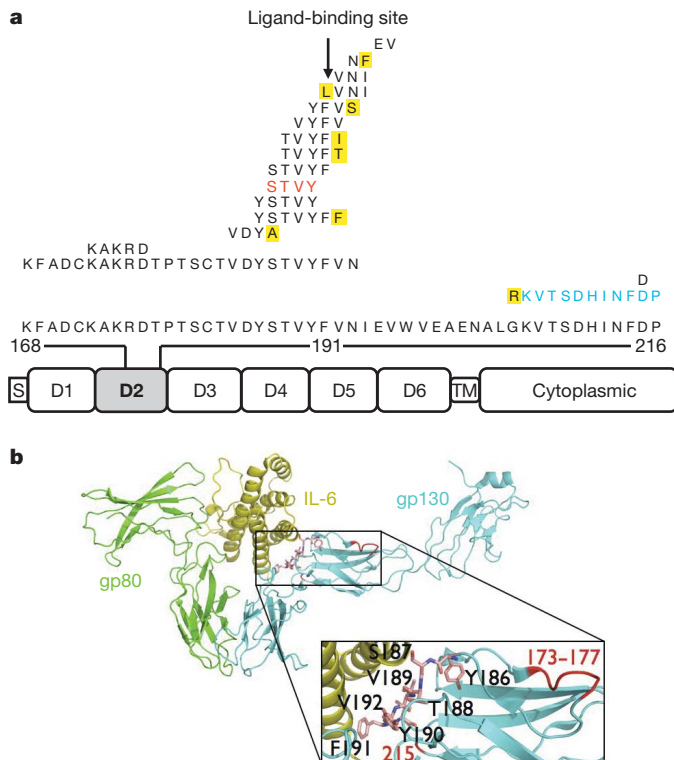 a
Ligand-binding site
E V
N F
V N I
L V N I
Y F V S
V Y F V
T V Y F I
T V Y F T
S T V Y F
S T V Y
Y S T V Y
Y S T V Y F F
V D Y A
K A K R D
K F A D C K A K R D T P T S C T V D Y S T V Y F V N
D
R K V T S D H I N F D P
K F A D C K A K R D T P T S C T V D Y S T V Y F V N I E V W V E A E N A L G K V T S D H I N F D P
168 191 216
S D1 D2 D3 D4 D5 D6 TM Cytoplasmic
b
IL-6
gp130
gp80
S187
173–177
V189
Y186
V192
T188
Y190
F191
215